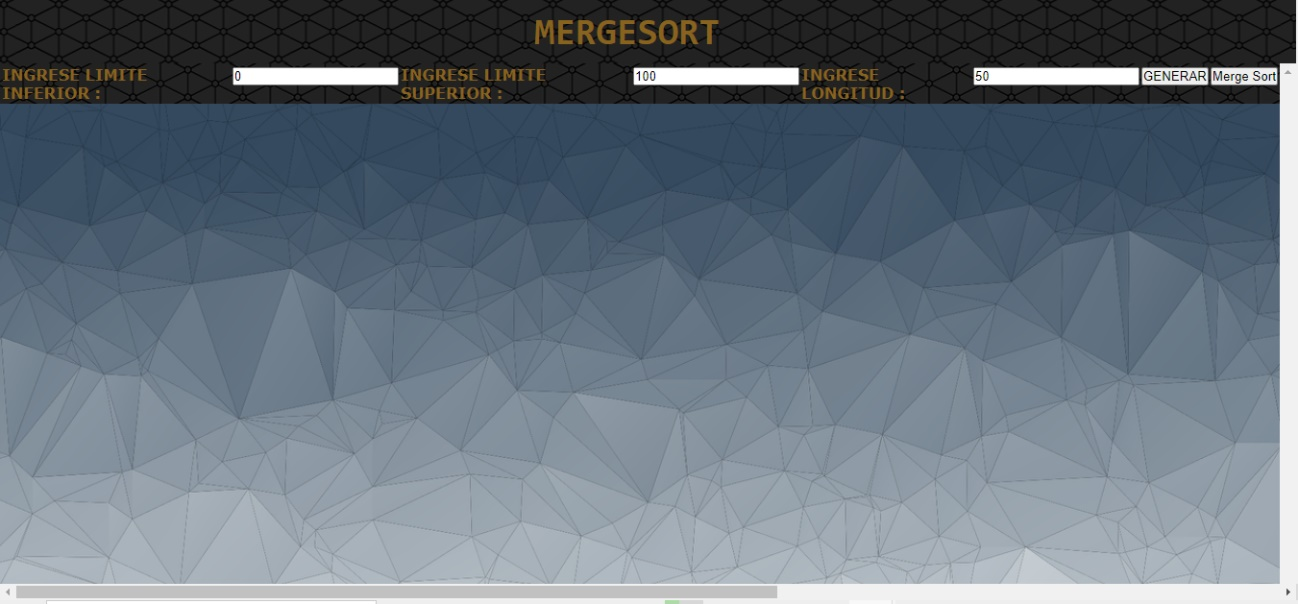 MERGESORT
INGRESE LIMITE
INFERIOR :
0
INGRESE LIMITE
SUPERIOR :
100
INGRESE
LONGITUD :
50
GENERAR
Merge Sort